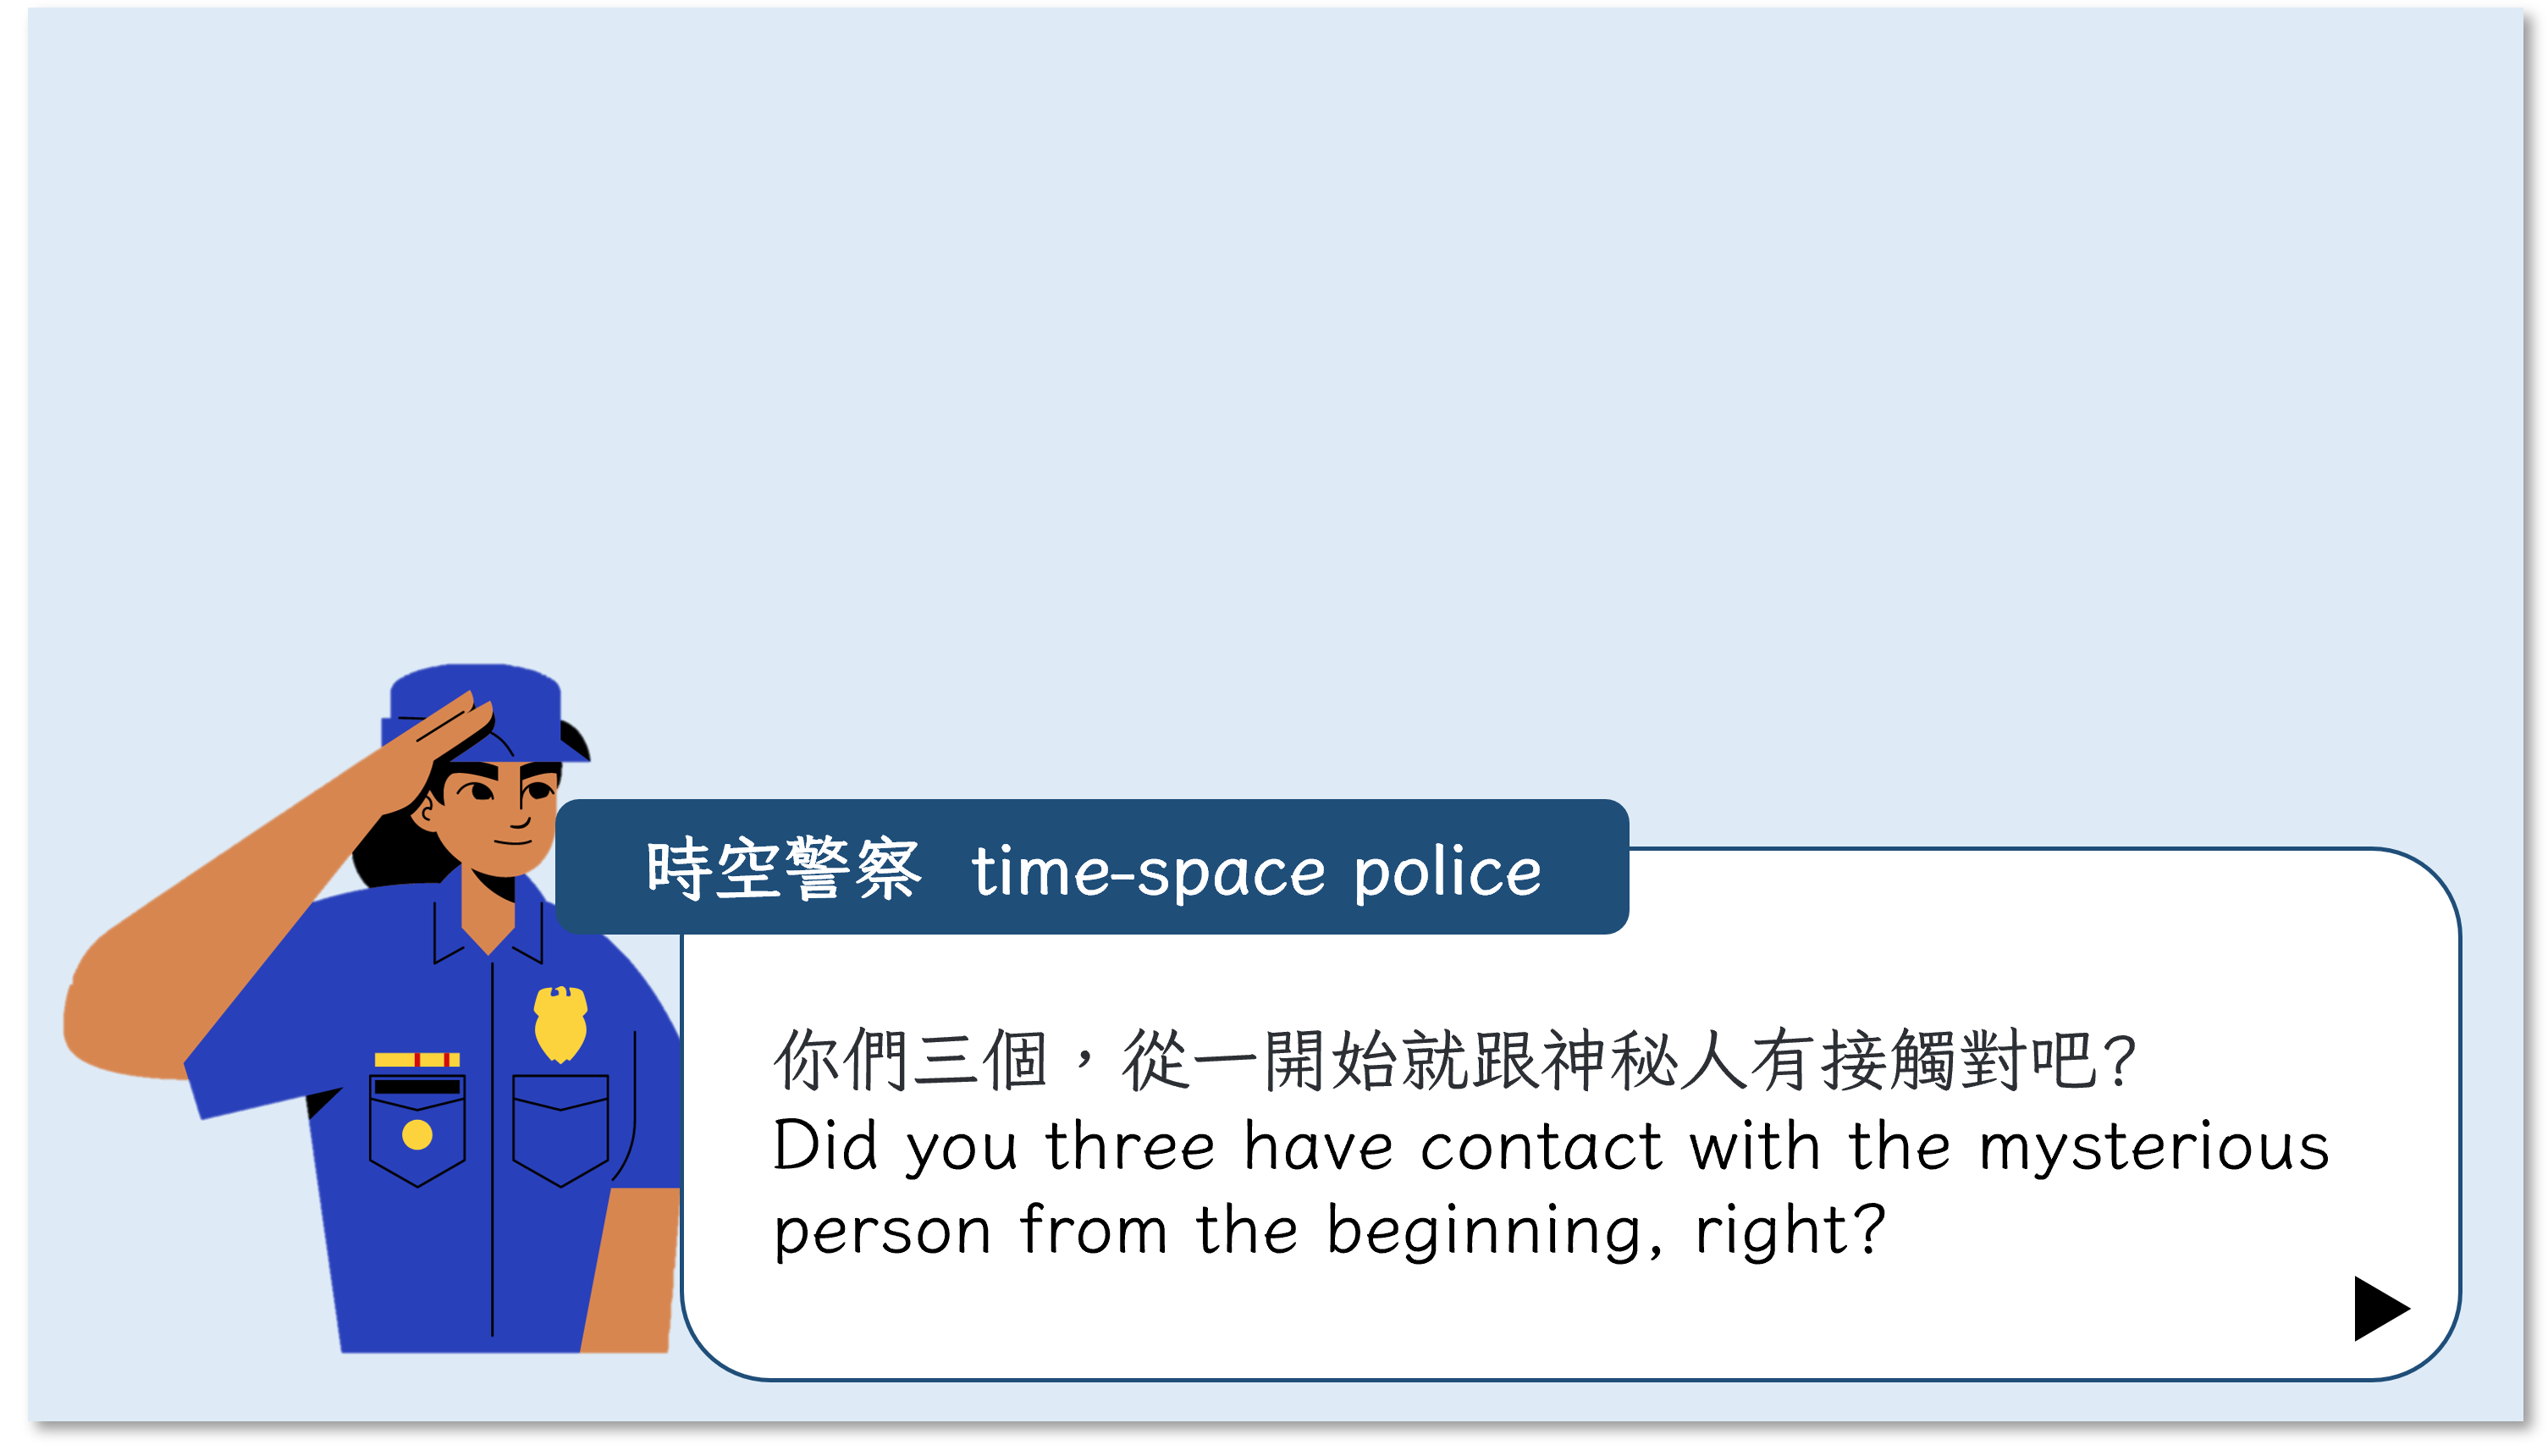 時空警察 time-space police
你們三個，從一開始就跟神秘人有接觸對吧?
Did you three have contact with the mysterious
person from the beginning, right?